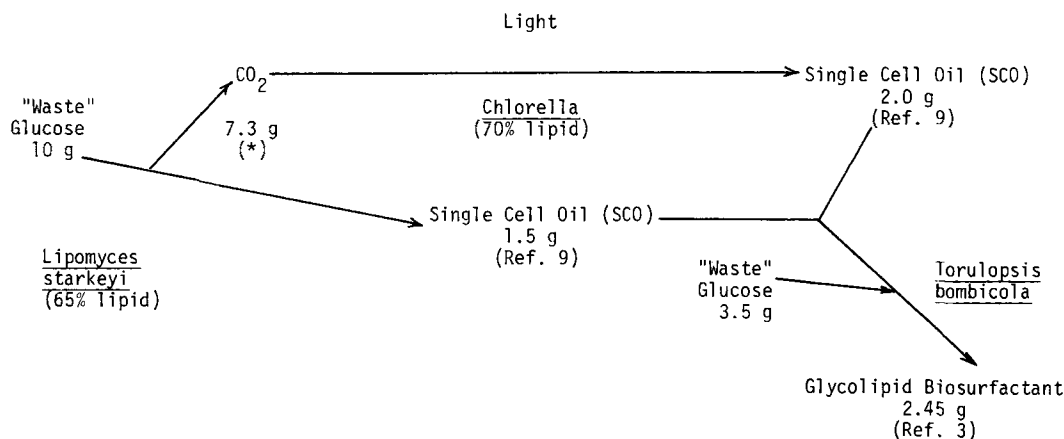 Light
CO2
"Waste"
Glucose
10 g
7.3 g
(*)
Chlorella
(70% lipid)
Single Cell Oil (SCO)
2.0 g
(Ref. 9)
Single Cell Oil (SCO)
1.5 g
(Ref. 9)
Lipomyces
starkeyi
(65% lipid)
"Waste"
Glucose
3.5 g
Torulopsis
bombicola
Glycolipid Biosurfactant
2.45 g
(Ref. 3)